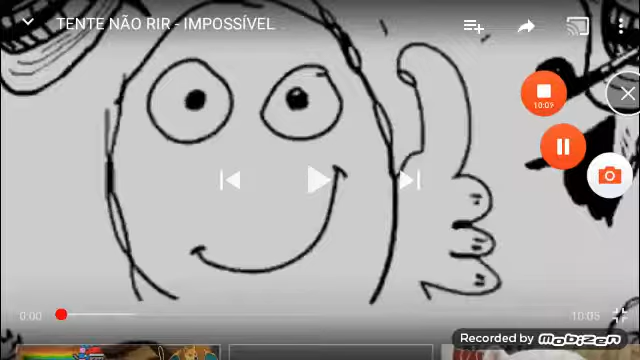 TENTE NÃO RIR - IMPOSSÍVEL
10:09
0:00
10:05
Recorded by MOBIZEN